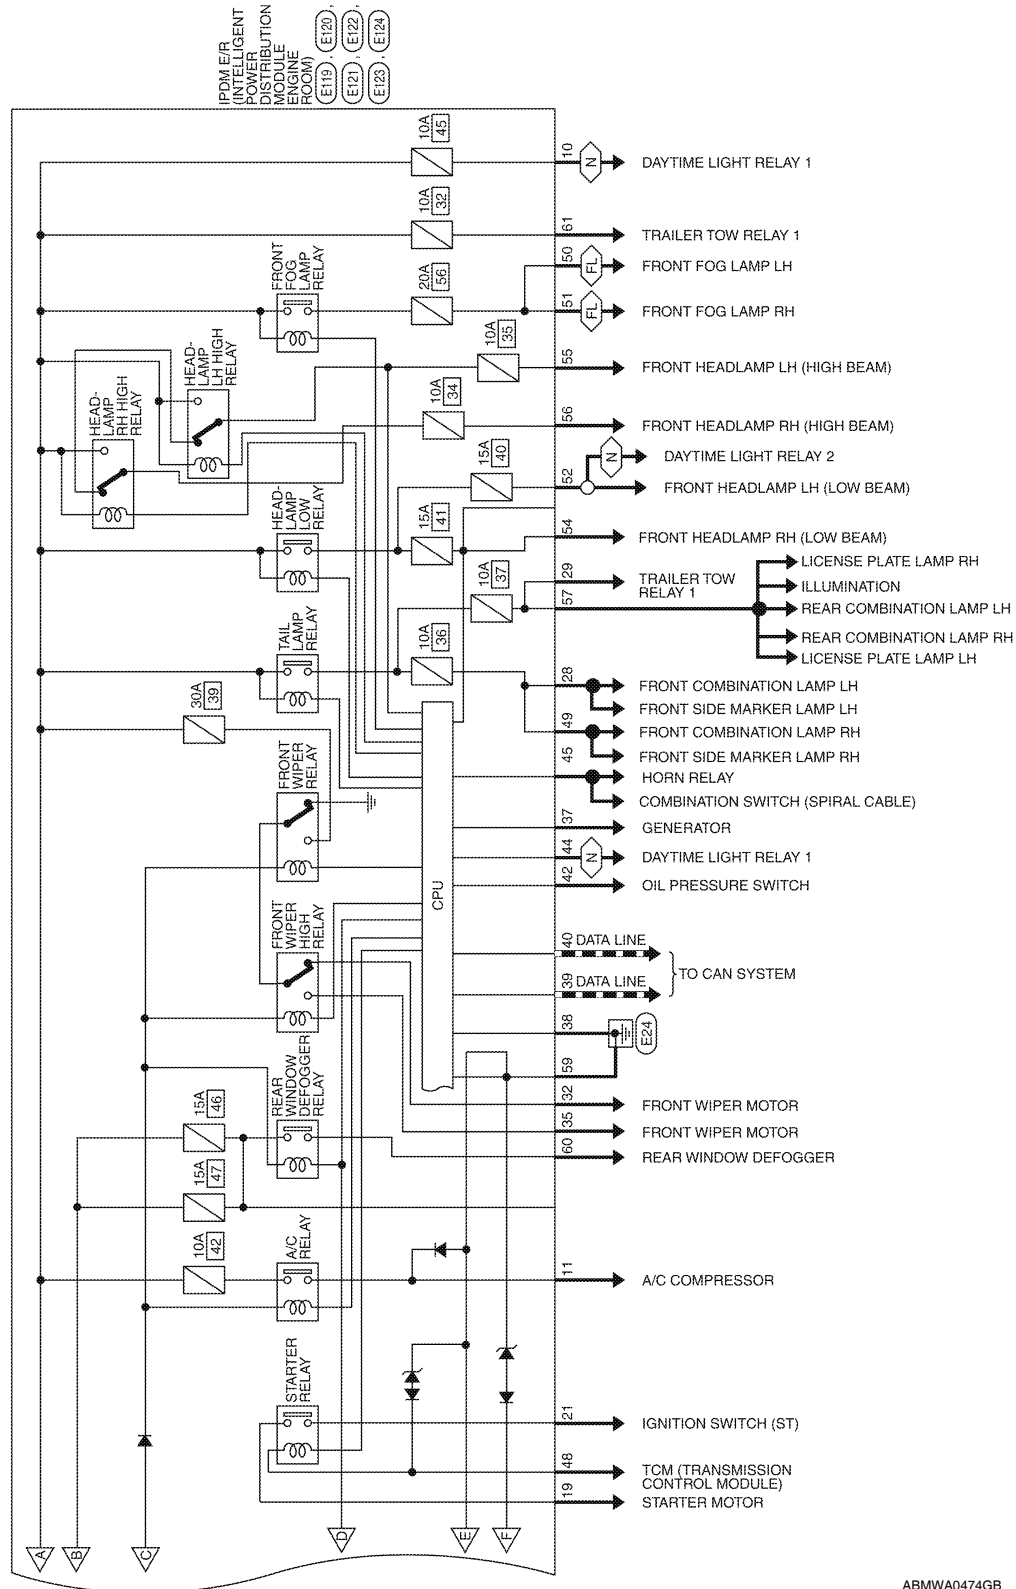 IPDM E/R
(INTELLIGENT
POWER
DISTRIBUTION
MODULE
ENGINE
ROOM)
E119, E120,
E121, E122,
E123, E124
10A
45
10
N
DAYTIME LIGHT RELAY 1
10A
32
61
TRAILER TOW RELAY 1
FRONT
FOG
LAMP
RELAY
20A
56
50
FL
FRONT FOG LAMP LH
51
FL
FRONT FOG LAMP RH
HEAD-
LAMP
LH HIGH
RELAY
10A
35
55
FRONT HEADLAMP LH (HIGH BEAM)
HEAD-
LAMP
RH HIGH
RELAY
10A
34
56
FRONT HEADLAMP RH (HIGH BEAM)
N
DAYTIME LIGHT RELAY 2
15A
40
52
FRONT HEADLAMP LH (LOW BEAM)
HEAD-
LAMP
LOW
RELAY
15A
41
54
FRONT HEADLAMP RH (LOW BEAM)
LICENSE PLATE LAMP RH
10A
37
29
TRAILER TOW
RELAY 1
ILLUMINATION
57
REAR COMBINATION LAMP LH
REAR COMBINATION LAMP RH
LICENSE PLATE LAMP LH
TAIL
LAMP
RELAY
10A
36
28
FRONT COMBINATION LAMP LH
FRONT SIDE MARKER LAMP LH
30A
39
49
FRONT COMBINATION LAMP RH
FRONT SIDE MARKER LAMP RH
45
HORN RELAY
COMBINATION SWITCH (SPIRAL CABLE)
FRONT
WIPER
RELAY
37
GENERATOR
44
N
DAYTIME LIGHT RELAY 1
42
OIL PRESSURE SWITCH
CPU
FRONT
WIPER
HIGH
RELAY
40
DATA LINE
TO CAN SYSTEM
39
DATA LINE
38
E24
59
REAR
WINDOW
DEFOGGER
RELAY
32
FRONT WIPER MOTOR
15A
46
35
FRONT WIPER MOTOR
60
REAR WINDOW DEFOGGER
15A
47
10A
42
A/C
RELAY
11
A/C COMPRESSOR
STARTER
RELAY
21
IGNITION SWITCH (ST)
48
TCM (TRANSMISSION
CONTROL MODULE)
19
STARTER MOTOR
A
B
C
D
E
F
ABMWA0474GB